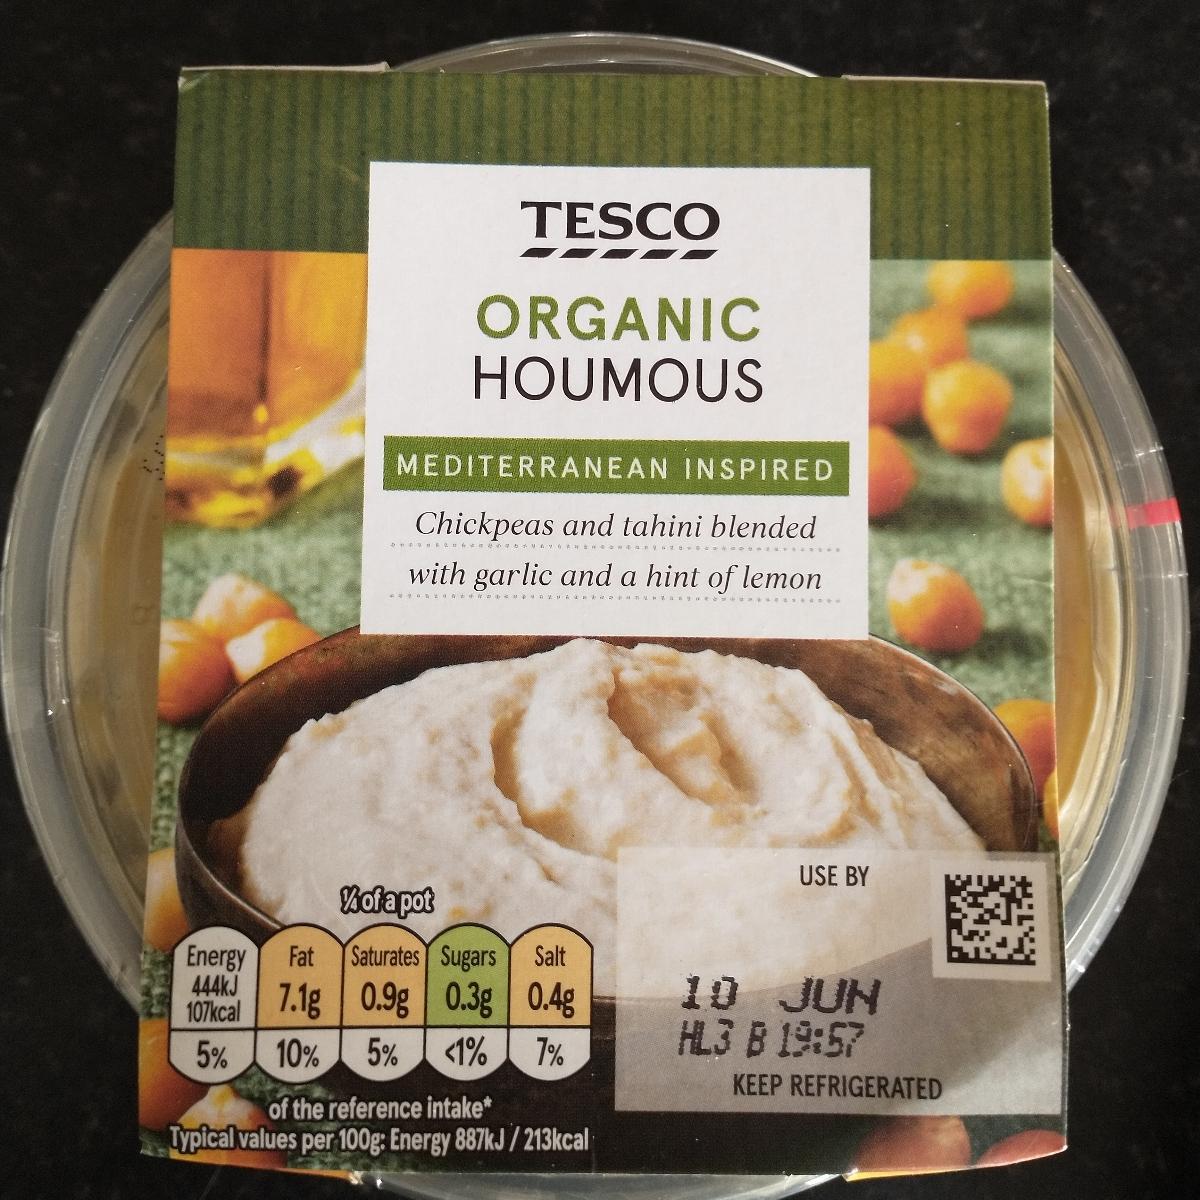 TESCO
ORGANIC
HOUMOUS
MEDITERRANEAN INSPIRED
Chickpeas and tahini blended
with garlic and a hint of lemon
USE BY
10 JUN
HL3 B 19:57
KEEP REFRIGERATED
¼ of a pot
Energy Fat Saturates Sugars Salt
444kJ
107kcal 7.1g 0.9g 0.3g 0.4g
5% 10% 5% <1% 7%
of the reference intake*
Typical values per 100g: Energy 887kJ / 213kcal